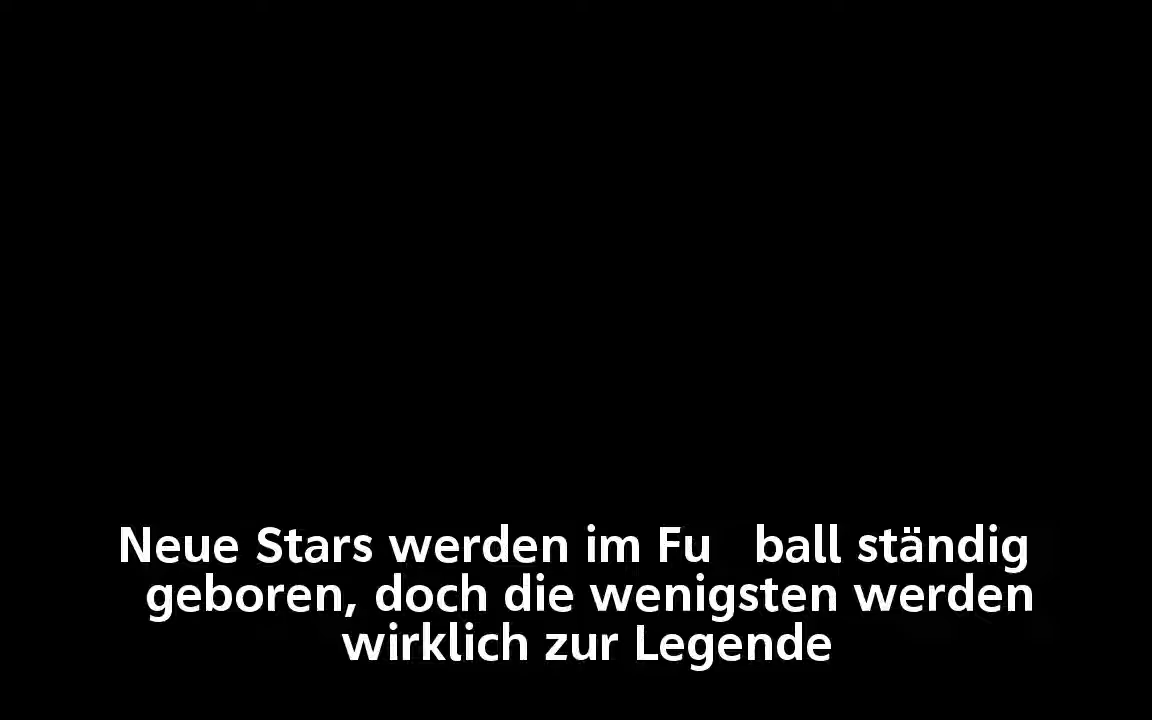 Neue Stars werden im Fu ball ständig
geboren, doch die wenigsten werden
wirklich zur Legende